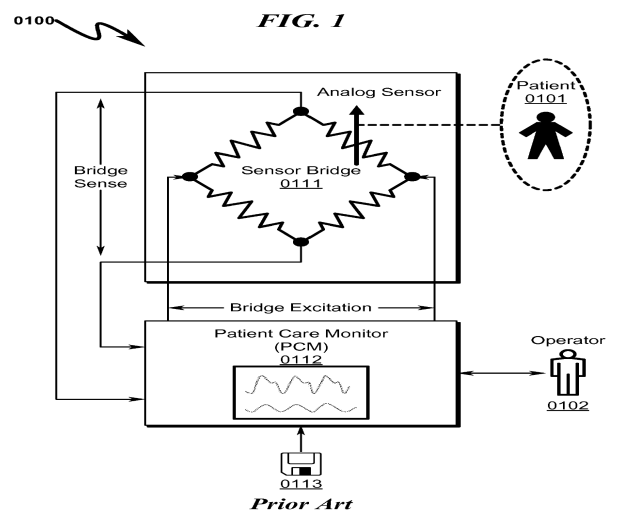 0100
FIG. 1
Analog Sensor
Patient
0101
Bridge
Sense
Sensor Bridge
0111
Bridge Excitation
Patient Care Monitor
(PCM)
0112
Operator
0102
0113
Prior Art